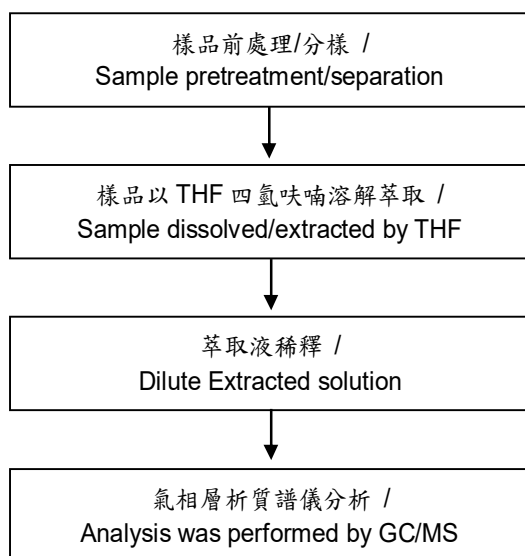 樣品前處理/分樣 /
Sample pretreatment/separation
樣品以 THF 四氫呋喃溶解萃取 /
Sample dissolved/extracted by THF
萃取液稀釋 /
Dilute Extracted solution
氣相層析質譜儀分析 /
Analysis was performed by GC/MS